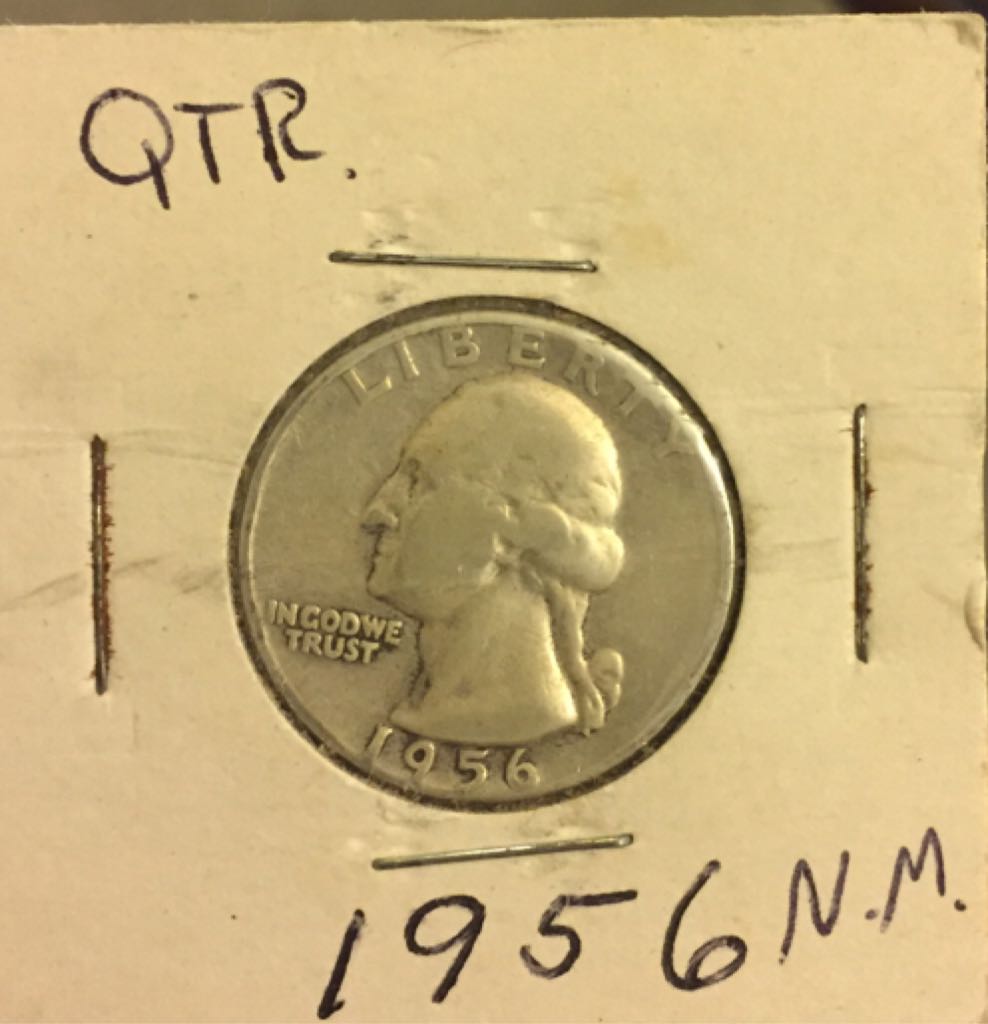 QTR.
LIBERTY
IN GOD WE
TRUST
1956
1956 N.M.